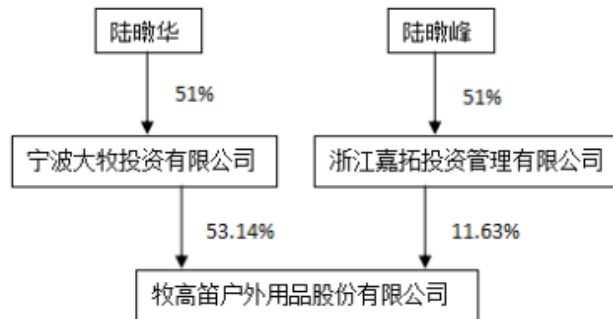 陆暾华
陆暾峰
51%
51%
宁波大牧投资有限公司
浙江嘉拓投资管理有限公司
53.14%
11.63%
牧高笛户外用品股份有限公司